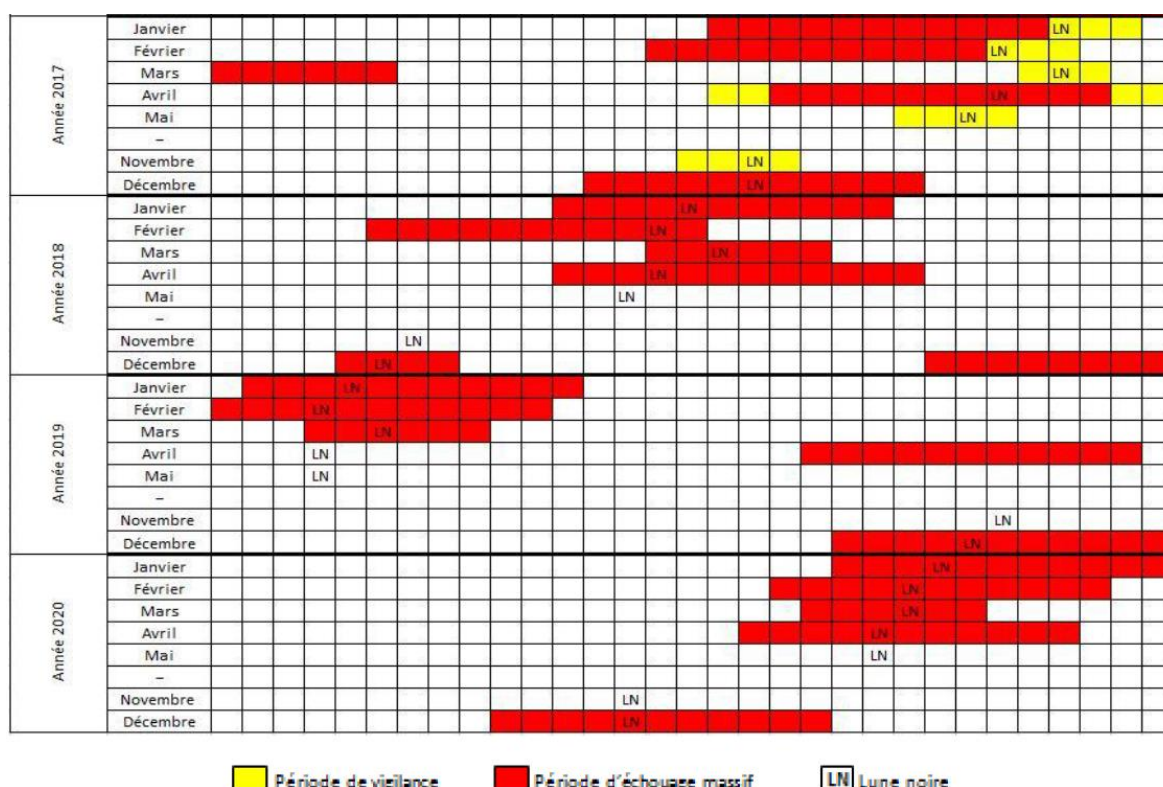 Année 2017
Janvier LN
Février LN
Mars LN
Avril LN
Mai LN
–
Novembre LN
Décembre LN
Année 2018
Janvier LN
Février LN
Mars LN
Avril LN
Mai LN
–
Novembre LN
Décembre LN
Année 2019
Janvier LN
Février LN
Mars LN
Avril LN
Mai LN
–
Novembre LN
Décembre LN
Année 2020
Janvier LN
Février LN
Mars LN
Avril LN
Mai LN
–
Novembre LN
Décembre LN
Période de vigilance Période d'échouage massif LN Lune noire